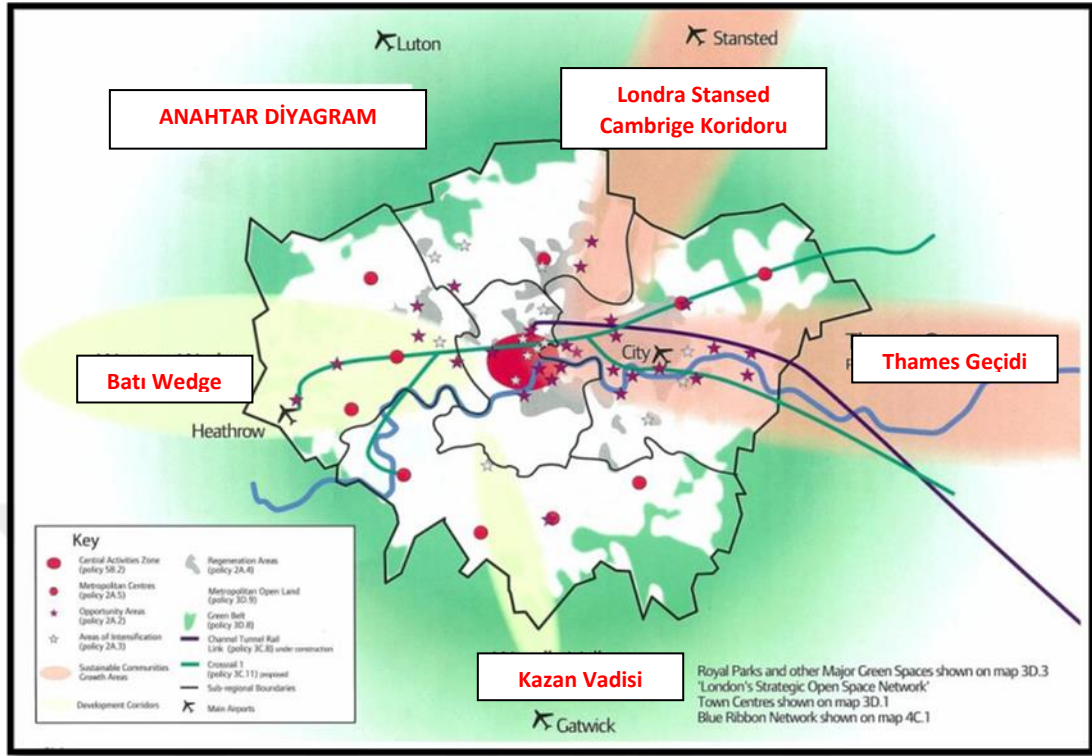 Luton
Stansted
ANAHTAR DİYAGRAM
Londra Stansed
Cambrige Koridoru
City
Batı Wedge
Thames Geçidi
Heathrow
Kazan Vadisi
Gatwick
Key
Central Activities Zone
(policy 5B.2)
Metropolitan Centres
(policy 2A.5)
Opportunity Areas
(policy 2A.2)
Areas of Intensification
(policy 2A.3)
Sustainable Communities
Growth Areas
Development Corridors
Regeneration Areas
(policy 2A.4)
Metropolitan Open Land
(policy 3D.9)
Green Belt
(policy 3D.8)
Channel Tunnel Rail
Link (policy 3C.8) under construction
Crossrail 1
(policy 3C.11) proposed
Sub-regional Boundaries
Main Airports
Royal Parks and other Major Green Spaces shown on map 3D.3
'London's Strategic Open Space Network'
Town Centres shown on map 3D.1
Blue Ribbon Network shown on map 4C.1